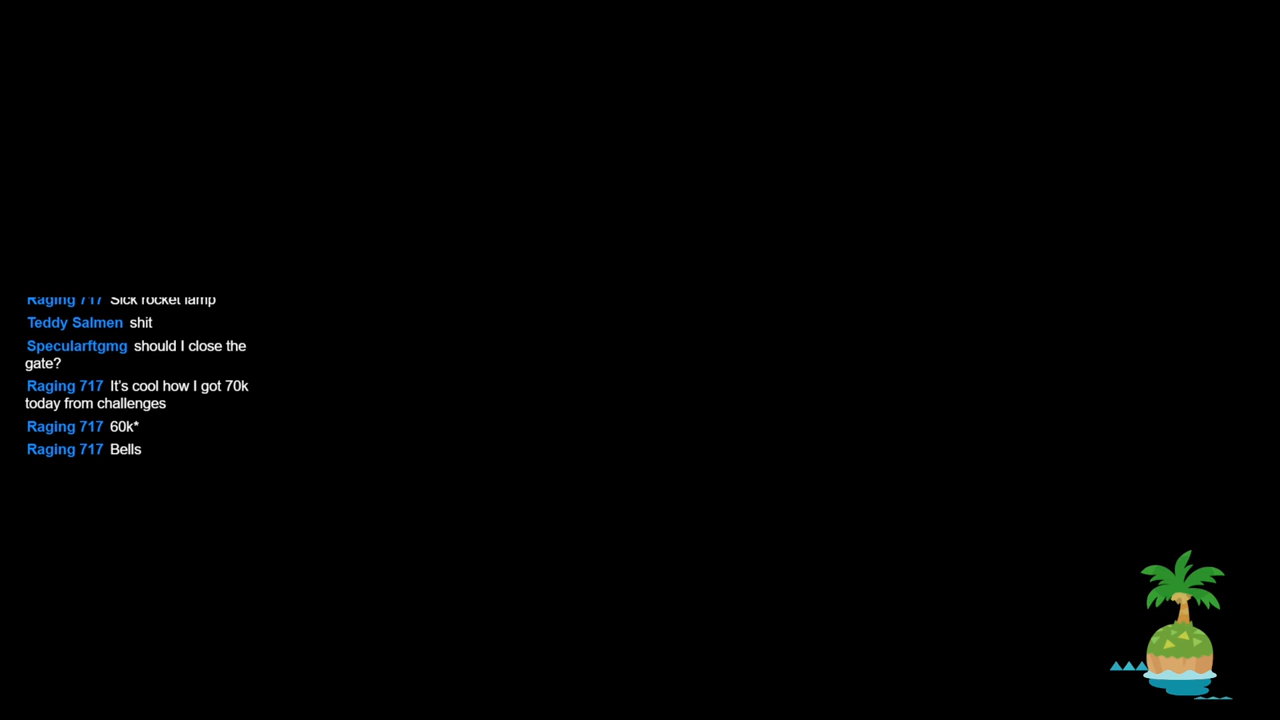 Raging 717 Sick rocket lamp
Teddy Salmen shit
Specularftgmg should I close the
gate?
Raging 717 It's cool how I got 70k
today from challenges
Raging 717 60k*
Raging 717 Bells